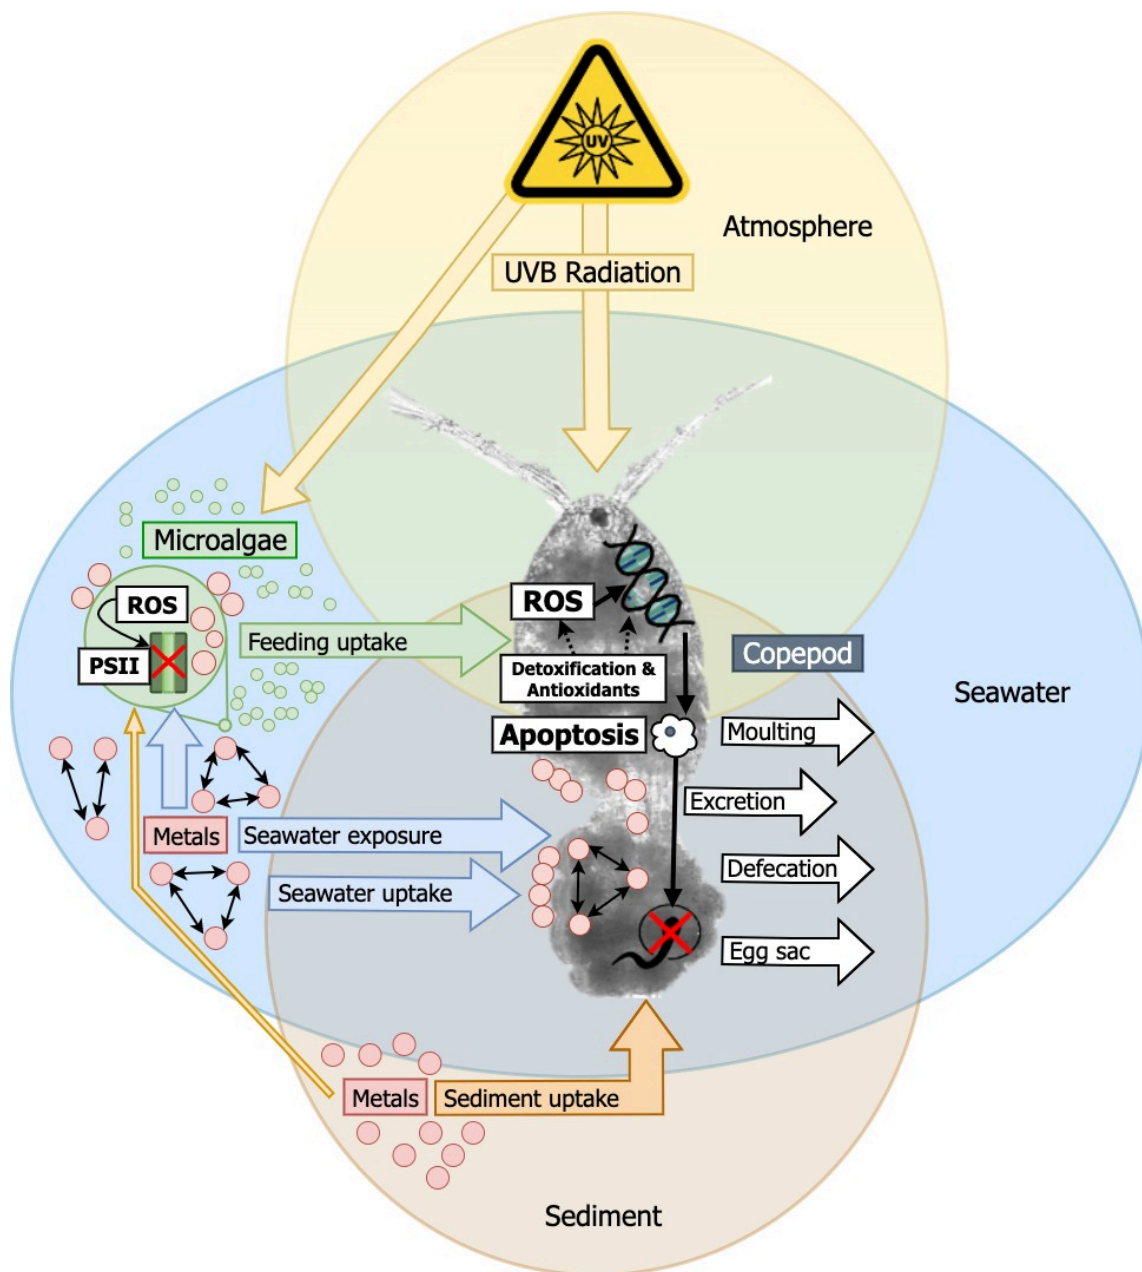 UV
Atmosphere
UVB Radiation
Microalgae
ROS
PSII
Feeding uptake
ROS
Detoxification &
Antioxidants
Copepod
Seawater
Apoptosis
Moulting
Excretion
Metals
Seawater exposure
Defecation
Seawater uptake
Egg sac
Metals
Sediment uptake
Sediment